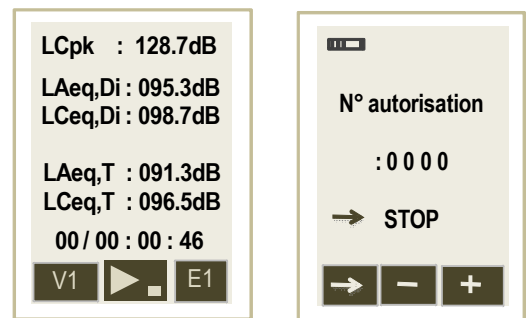 LCpk : 128.7dB
LAeq,Di : 095.3dB
LCeq,Di : 098.7dB
LAeq,T : 091.3dB
LCeq,T : 096.5dB
00/ 00 : 00 : 46
V1 E1
N° autorisation
: 0 0 0 0
→ STOP
→ − +